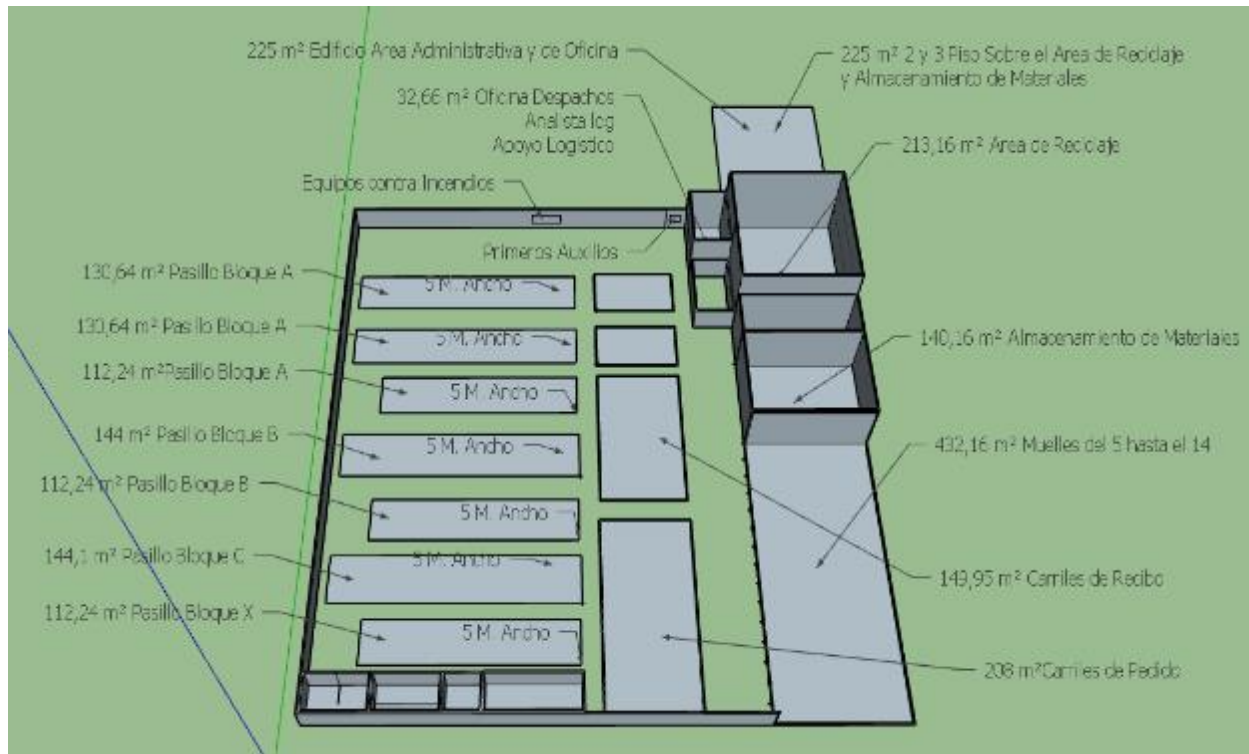 225 m² Edificio Area Administrativa y de Oficina
225 m² 2 y 3 Piso Sobre el Area de Reciclaje
y Almacenamiento de Materiales
32,66 m² Oficina Despachos
Analista log
Apoyo Logistico
213,16 m² Area de Reciclaje
Equipos contra Incendios
Primeros Auxilios
130,64 m² Pasillo Bloque A
5 M. Ancho
130,64 m² Pasillo Bloque A
5 M. Ancho
140,16 m² Almacenamiento de Materiales
112,24 m²Pasillo Bloque A
5 M. Ancho
144 m² Pasillo Bloque B
5 M. Ancho
432,16 m² Muelles del 5 hasta el 14
112,24 m² Pasillo Bloque B
5 M. Ancho
144,1 m² Pasillo Bloque C
5 M. Ancho
149,95 m² Carriles de Recibo
112,24 m² Pasillo Bloque X
5 M. Ancho
208 m²Carriles de Pedido